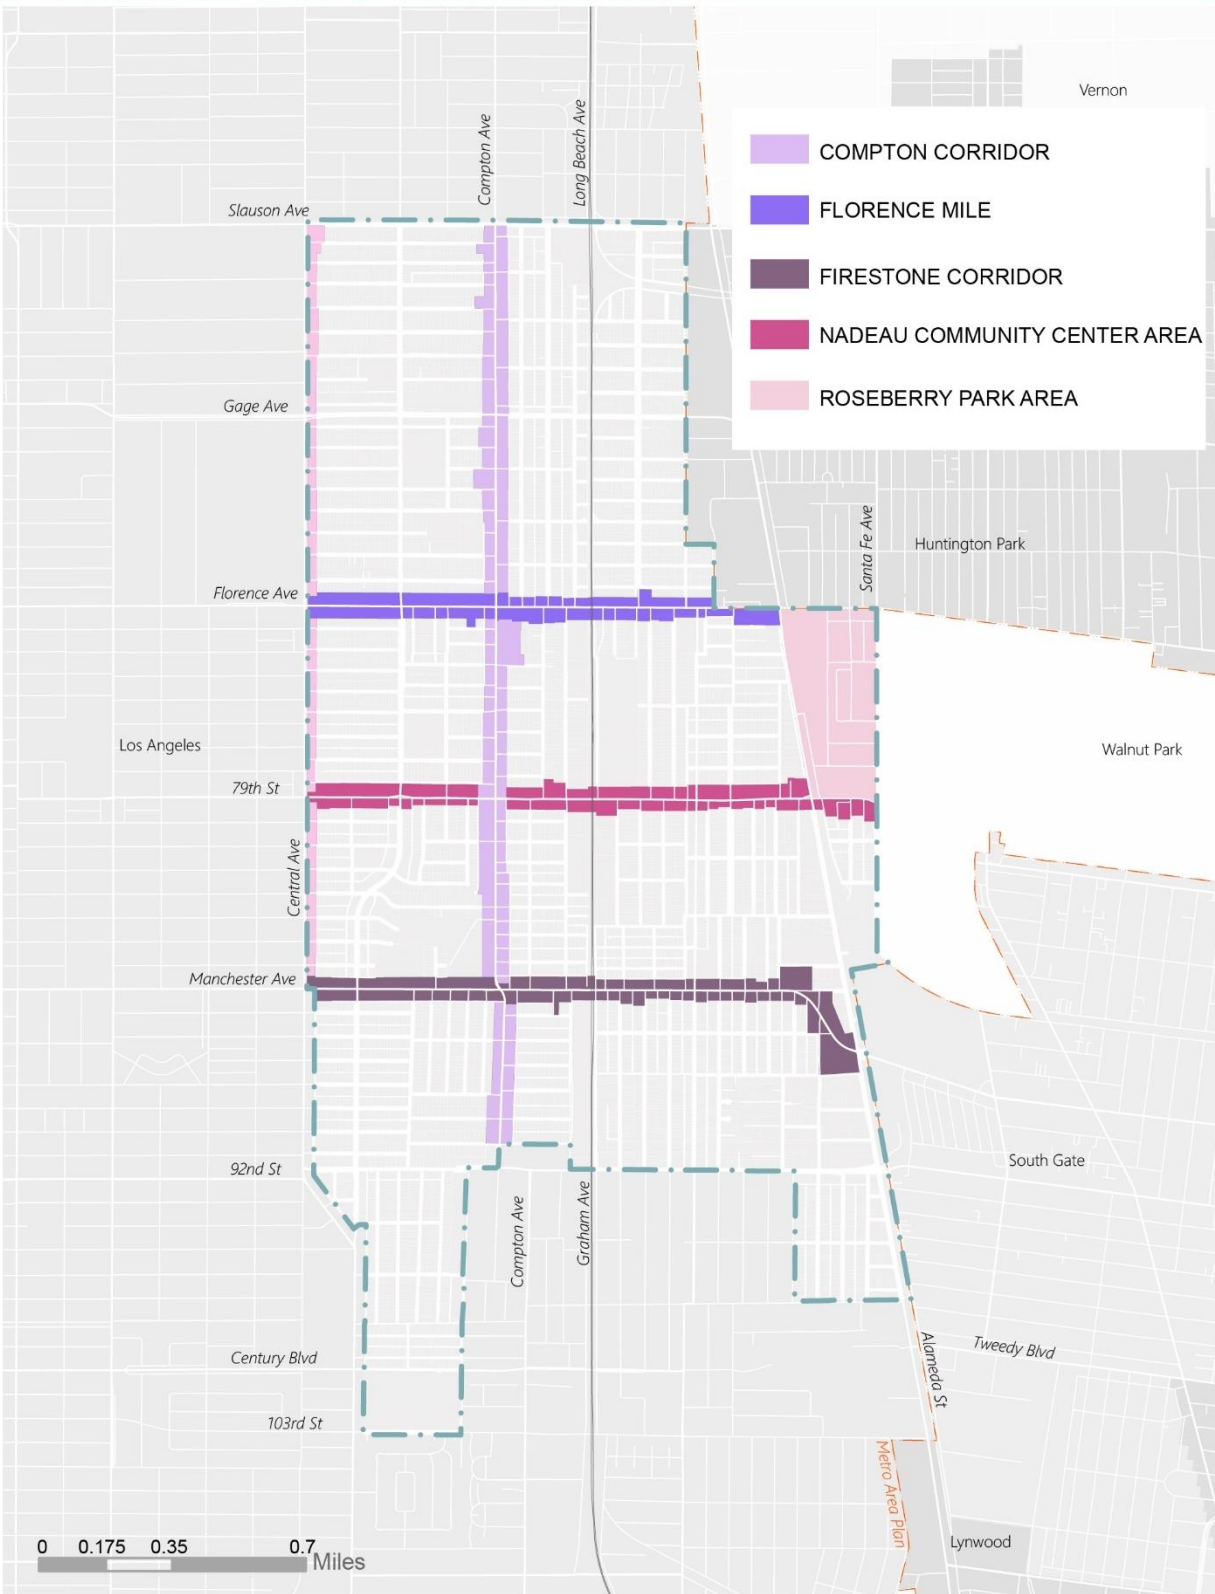 Vernon
COMPTON CORRIDOR
FLORENCE MILE
FIRESTONE CORRIDOR
NADEAU COMMUNITY CENTER AREA
ROSEBERRY PARK AREA
Compton Ave
Long Beach Ave
Slauson Ave
Gage Ave
Santa Fe Ave
Huntington Park
Florence Ave
Los Angeles
Walnut Park
79th St
Central Ave
Manchester Ave
92nd St
South Gate
Compton Ave
Graham Ave
Century Blvd
Tweedy Blvd
Alameda St
103rd St
Metro Area Plan
Lynwood
0 0.175 0.35 0.7
Miles